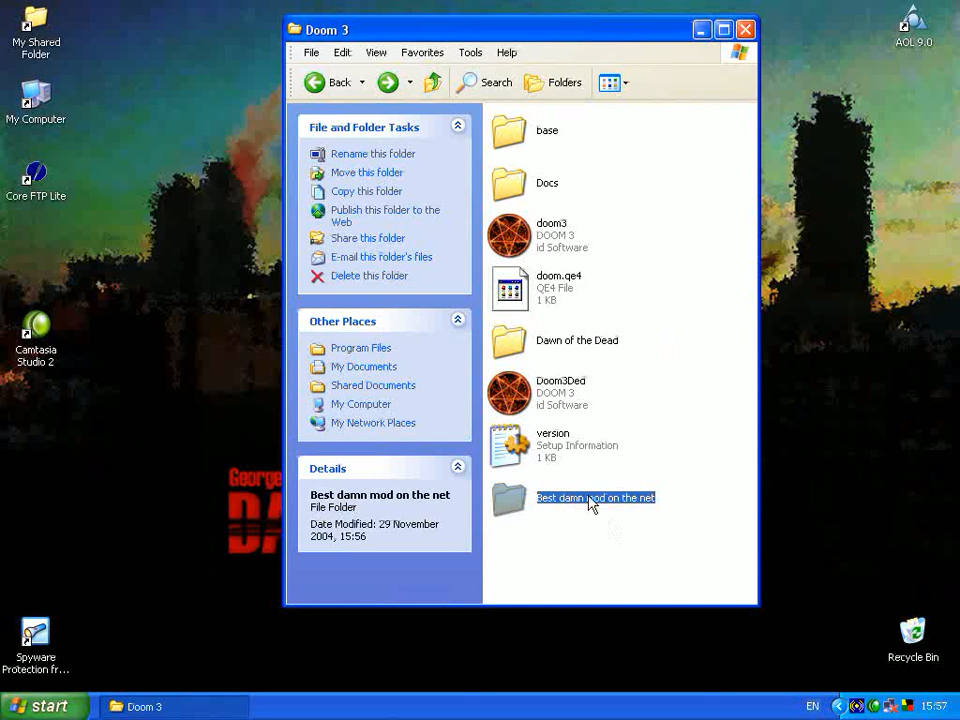 My Shared
Folder
My Computer
Core FTP Lite
Camtasia
Studio 2
Spyware
Protection fr...
AOL 9.0
Recycle Bin
George
DA
Doom 3
File Edit View Favorites Tools Help
Back Search Folders
File and Folder Tasks
Rename this folder
Move this folder
Copy this folder
Publish this folder to the
Web
Share this folder
E-mail this folder's files
Delete this folder
Other Places
Program Files
My Documents
Shared Documents
My Computer
My Network Places
Details
Best damn mod on the net
File Folder
Date Modified: 29 November
2004, 15:56
base
Docs
doom3
DOOM 3
id Software
doom.qe4
QE4 File
1 KB
Dawn of the Dead
Doom3Ded
DOOM 3
id Software
version
Setup Information
1 KB
Best damn mod on the net
start Doom 3 EN 15:57